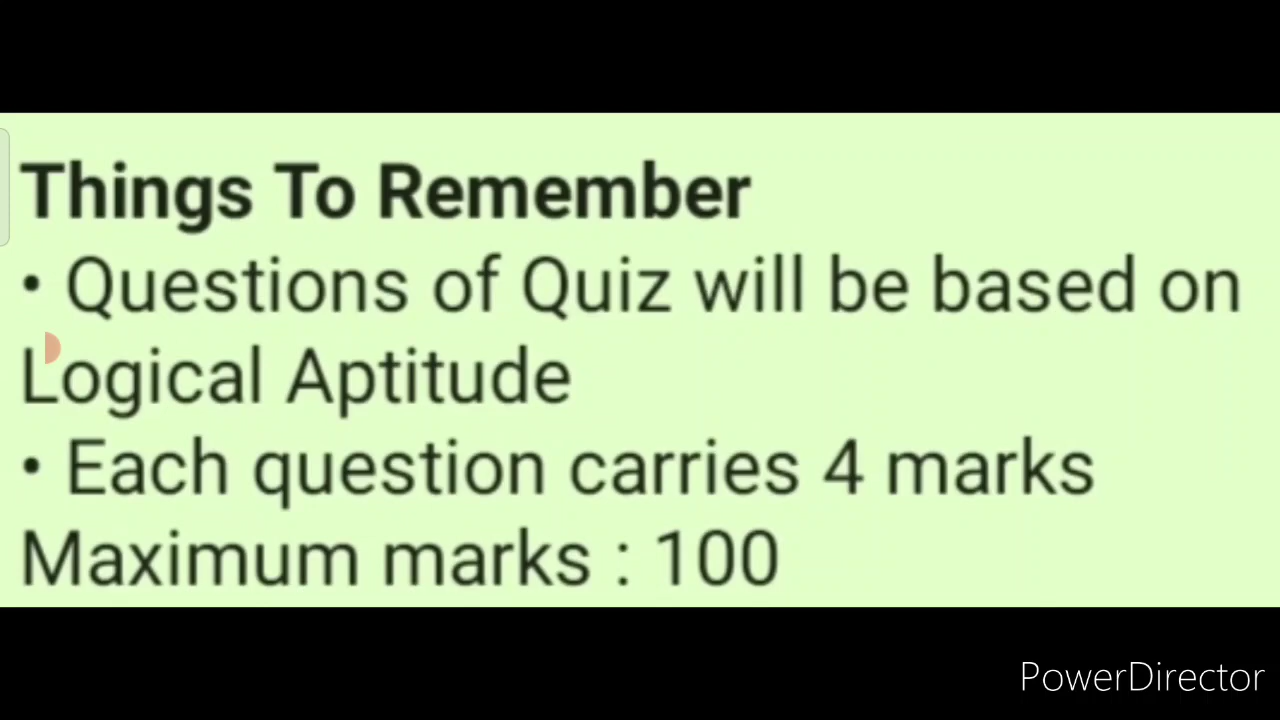 Things To Remember
• Questions of Quiz will be based on
Logical Aptitude
• Each question carries 4 marks
Maximum marks : 100
PowerDirector